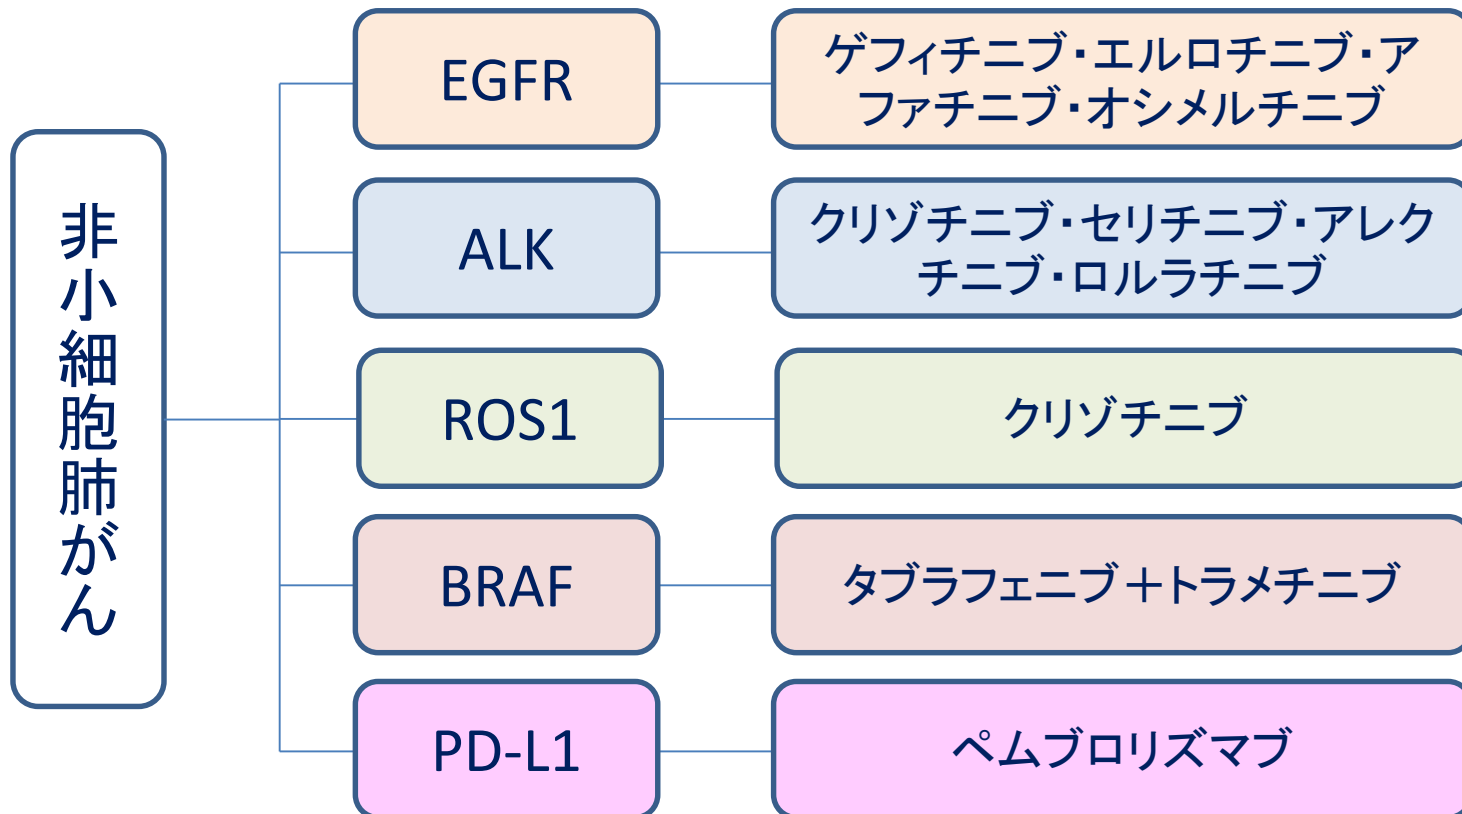 非小細胞肺がん
EGFR
ゲフィチニブ・エルロチニブ・ア
ファチニブ・オシメルチニブ
ALK
クリゾチニブ・セリチニブ・アレク
チニブ・ロルラチニブ
ROS1
クリゾチニブ
BRAF
タブラフェニブ＋トラメチニブ
PD-L1
ペムブロリズマブ